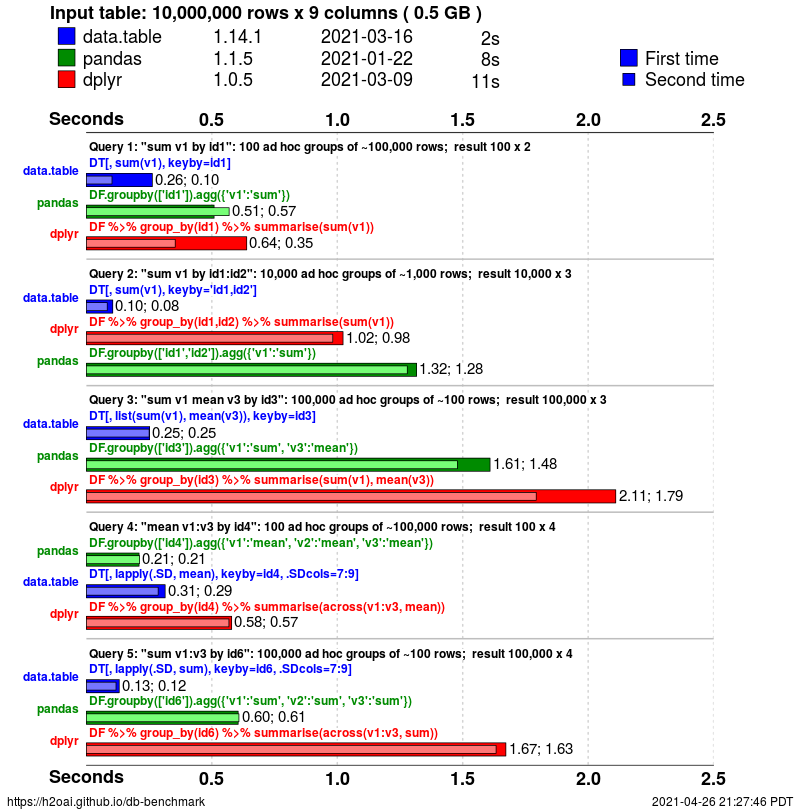 Input table: 10,000,000 rows x 9 columns ( 0.5 GB )
data.table 1.14.1 2021-03-16 2s
pandas 1.1.5 2021-01-22 8s First time
dplyr 1.0.5 2021-03-09 11s Second time
Seconds 0.5 1.0 1.5 2.0 2.5
Query 1: "sum v1 by id1": 100 ad hoc groups of ~100,000 rows; result 100 x 2
DT[, sum(v1), keyby=id1]
data.table 0.26; 0.10
DF.groupby(['id1']).agg({'v1':'sum'})
pandas 0.51; 0.57
DF %>% group_by(id1) %>% summarise(sum(v1))
dplyr 0.64; 0.35
Query 2: "sum v1 by id1:id2": 10,000 ad hoc groups of ~1,000 rows; result 10,000 x 3
DT[, sum(v1), keyby='id1,id2']
data.table 0.10; 0.08
DF %>% group_by(id1,id2) %>% summarise(sum(v1))
dplyr 1.02; 0.98
DF.groupby(['id1','id2']).agg({'v1':'sum'})
pandas 1.32; 1.28
Query 3: "sum v1 mean v3 by id3": 100,000 ad hoc groups of ~100 rows; result 100,000 x 3
DT[, list(sum(v1), mean(v3)), keyby=id3]
data.table 0.25; 0.25
DF.groupby(['id3']).agg({'v1':'sum', 'v3':'mean'})
pandas 1.61; 1.48
DF %>% group_by(id3) %>% summarise(sum(v1), mean(v3))
dplyr 2.11; 1.79
Query 4: "mean v1:v3 by id4": 100 ad hoc groups of ~100,000 rows; result 100 x 4
DF.groupby(['id4']).agg({'v1':'mean', 'v2':'mean', 'v3':'mean'})
pandas 0.21; 0.21
DT[, lapply(.SD, mean), keyby=id4, .SDcols=7:9]
data.table 0.31; 0.29
DF %>% group_by(id4) %>% summarise(across(v1:v3, mean))
dplyr 0.58; 0.57
Query 5: "sum v1:v3 by id6": 100,000 ad hoc groups of ~100 rows; result 100,000 x 4
DT[, lapply(.SD, sum), keyby=id6, .SDcols=7:9]
data.table 0.13; 0.12
DF.groupby(['id6']).agg({'v1':'sum', 'v2':'sum', 'v3':'sum'})
pandas 0.60; 0.61
DF %>% group_by(id6) %>% summarise(across(v1:v3, sum))
dplyr 1.67; 1.63
Seconds 0.5 1.0 1.5 2.0 2.5
https://h2oai.github.io/db-benchmark 2021-04-26 21:27:46 PDT